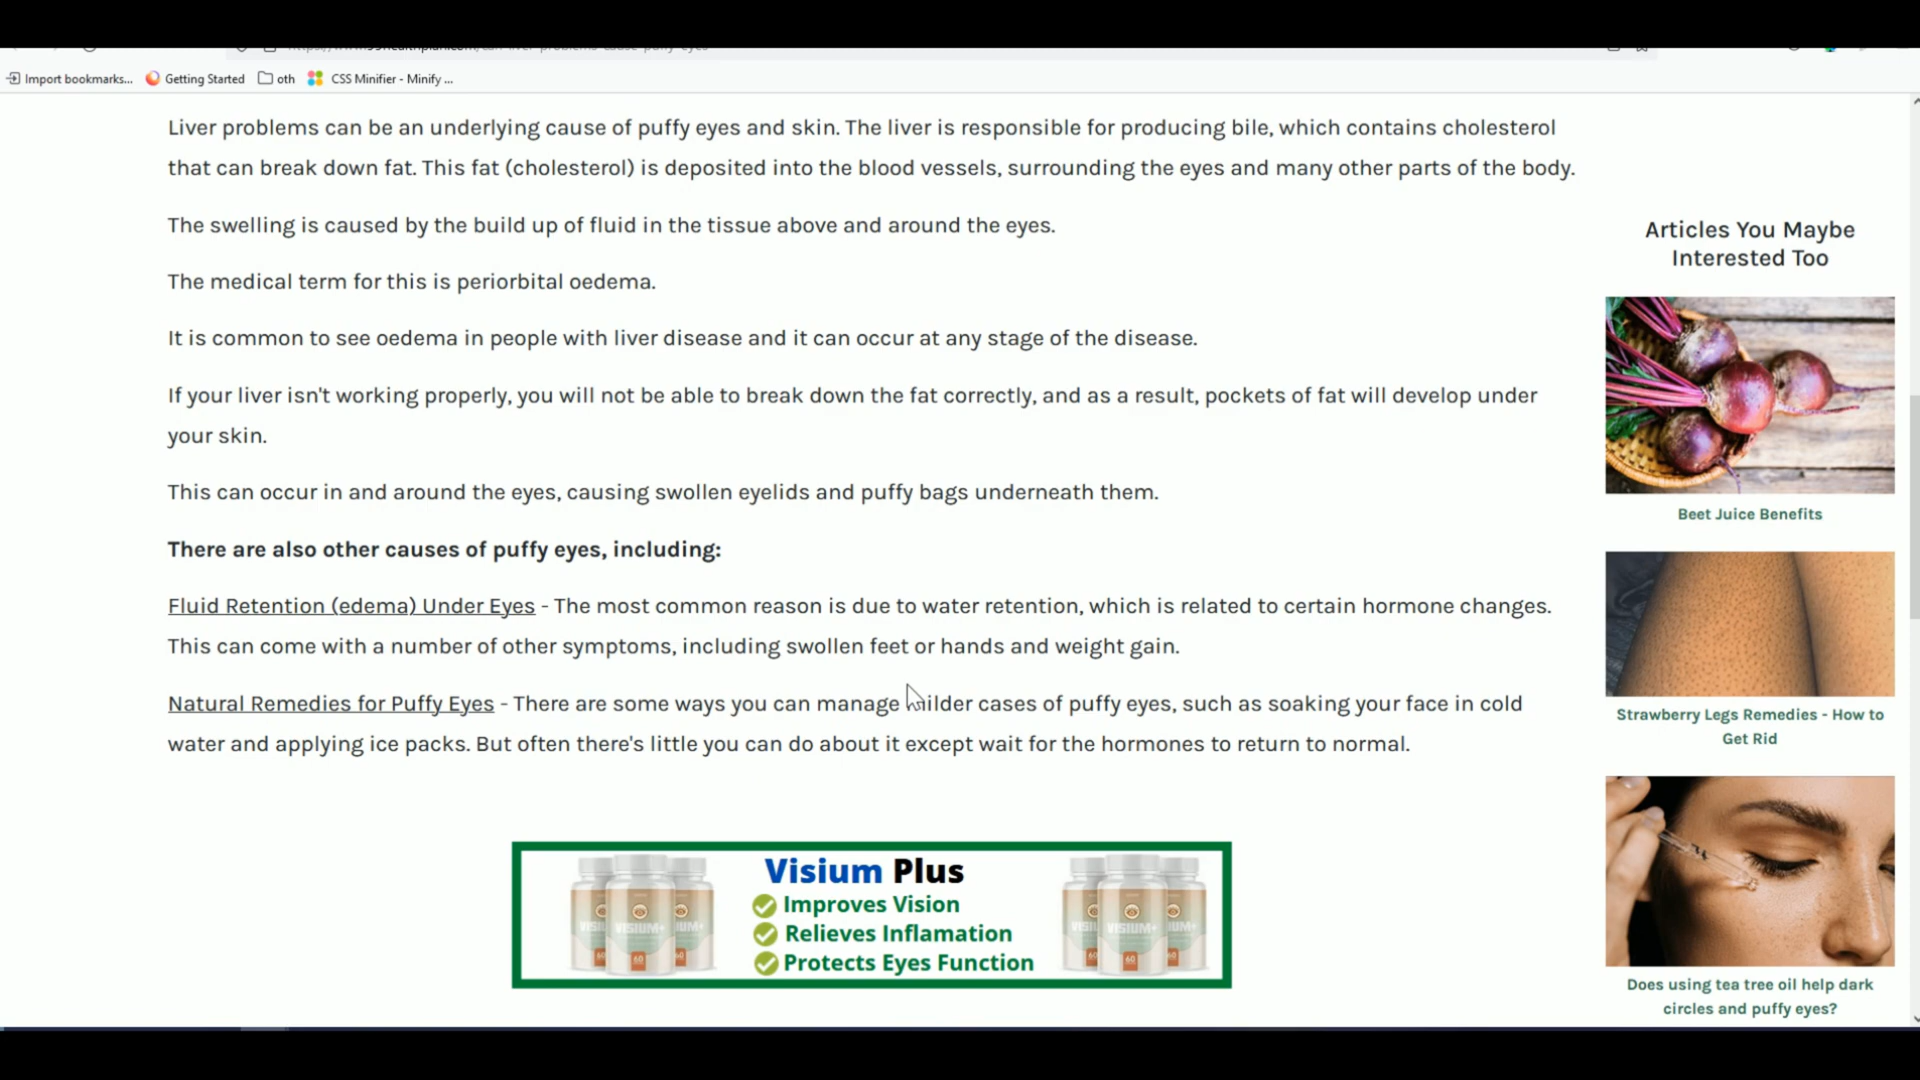 Import bookmarks...
Getting Started
oth
CSS Minifier - Minify ...
Liver problems can be an underlying cause of puffy eyes and skin. The liver is responsible for producing bile, which contains cholesterol
that can break down fat. This fat (cholesterol) is deposited into the blood vessels, surrounding the eyes and many other parts of the body.
The swelling is caused by the build up of fluid in the tissue above and around the eyes.
The medical term for this is periorbital oedema.
It is common to see oedema in people with liver disease and it can occur at any stage of the disease.
If your liver isn't working properly, you will not be able to break down the fat correctly, and as a result, pockets of fat will develop under
your skin.
This can occur in and around the eyes, causing swollen eyelids and puffy bags underneath them.
There are also other causes of puffy eyes, including:
Fluid Retention (edema) Under Eyes - The most common reason is due to water retention, which is related to certain hormone changes.
This can come with a number of other symptoms, including swollen feet or hands and weight gain.
Natural Remedies for Puffy Eyes - There are some ways you can manage milder cases of puffy eyes, such as soaking your face in cold
water and applying ice packs. But often there's little you can do about it except wait for the hormones to return to normal.
Visium Plus
Improves Vision
Relieves Inflamation
Protects Eyes Function
VISIUM+
60
VISIUM+
60
Articles You Maybe
Interested Too
Beet Juice Benefits
Strawberry Legs Remedies - How to
Get Rid
Does using tea tree oil help dark
circles and puffy eyes?